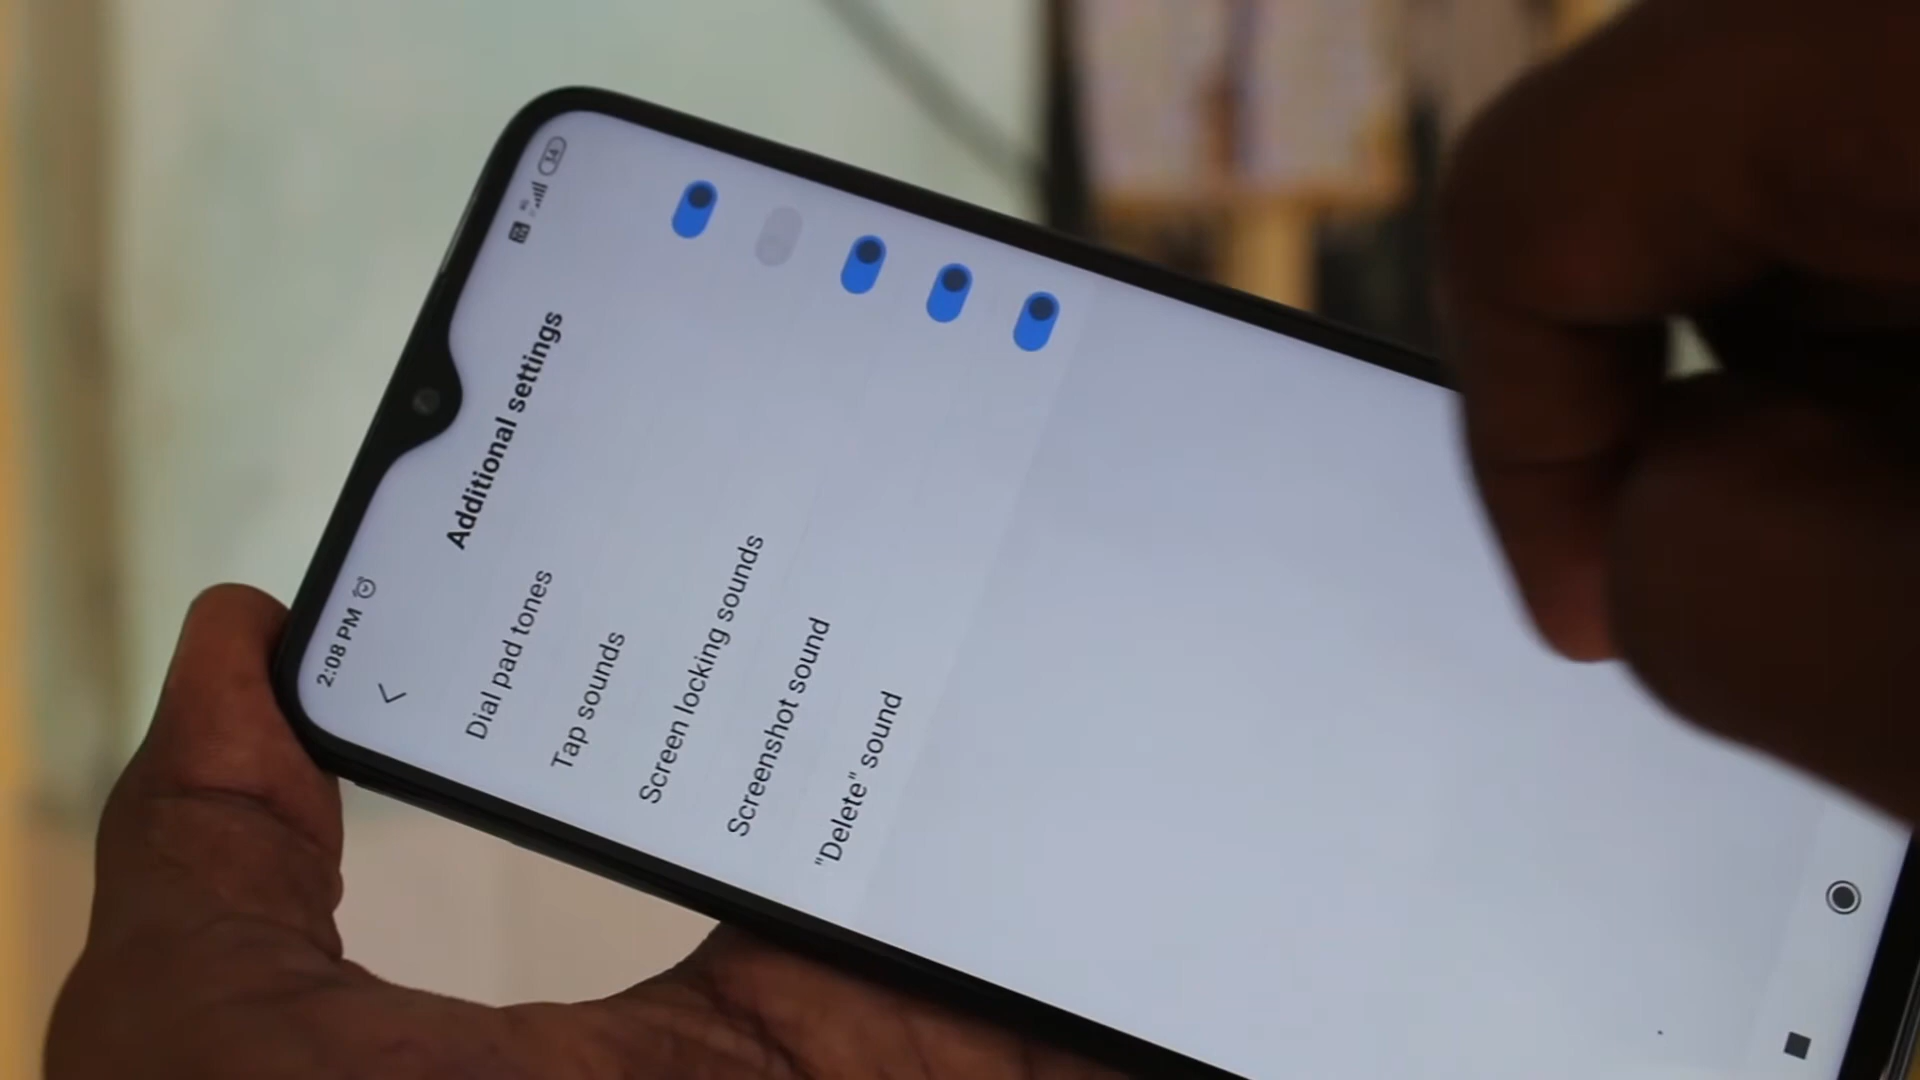 2:08 PM
Additional settings
Dial pad tones
Tap sounds
Screen locking sounds
Screenshot sound
"Delete" sound